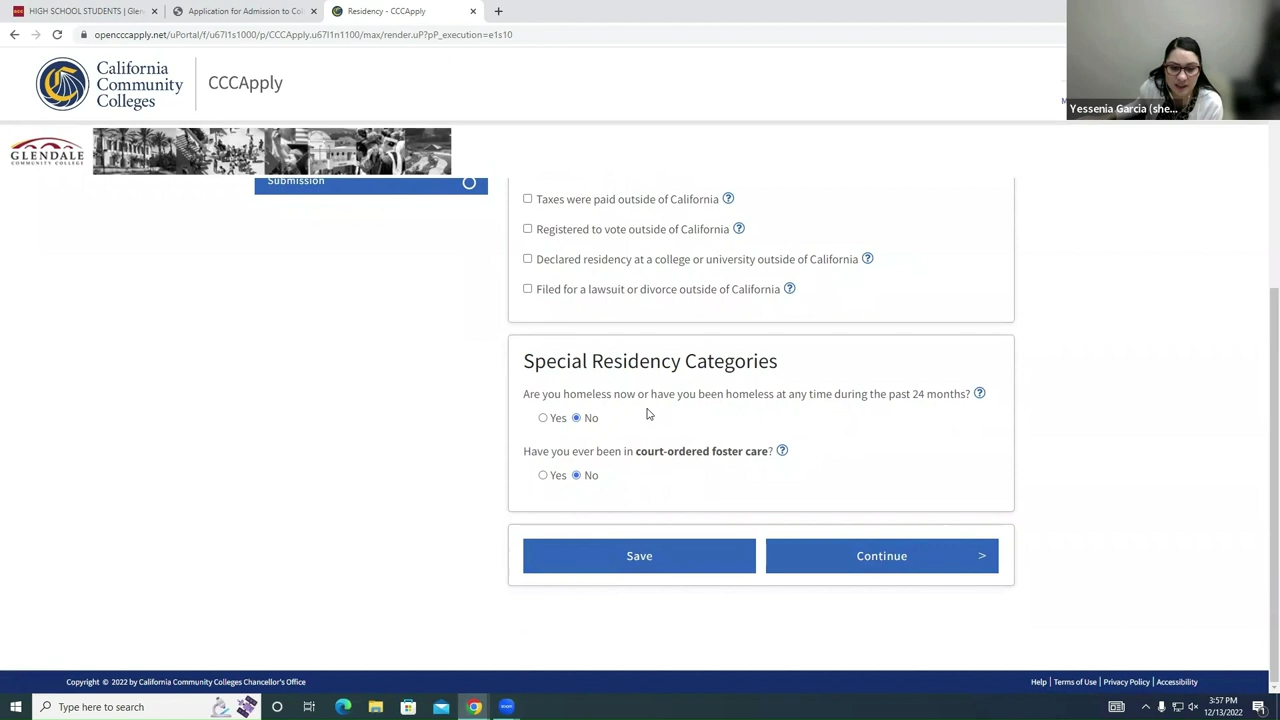 HIGH SCHOOL STUDENTS | Glen
Application for Admission to Col
Residency - CCCApply
opencccapply.net/uPortal/f/u67l1s1000/p/CCCApply.u67l1n1100/max/render.uP?pP_execution=e1s10
California
Community
Colleges
CCCApply
M
Yessenia Garcia (she...
GLENDALE
COMMUNITY COLLEGE
Submission
Taxes were paid outside of California
Registered to vote outside of California
Declared residency at a college or university outside of California
Filed for a lawsuit or divorce outside of California
Special Residency Categories
Are you homeless now or have you been homeless at any time during the past 24 months?
Yes No
Have you ever been in court-ordered foster care?
Yes No
Save
Continue >
Copyright © 2022 by California Community Colleges Chancellor's Office
Help | Terms of Use | Privacy Policy | Accessibility
Type here to search
3:57 PM
12/13/2022